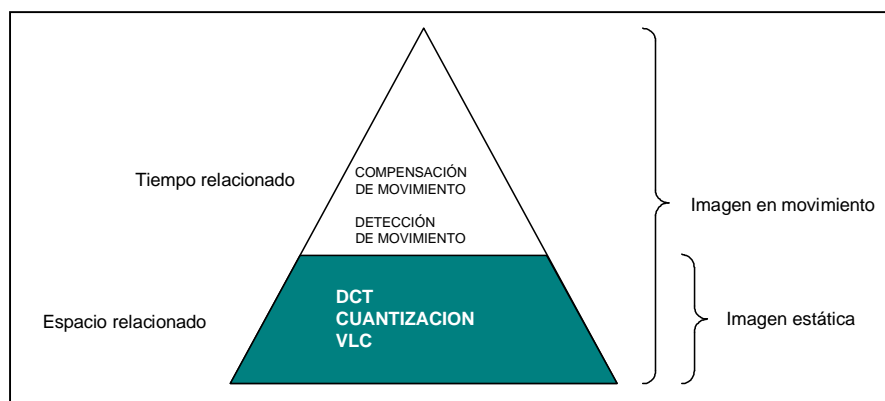 Tiempo relacionado
COMPENSACIÓN
DE MOVIMIENTO
DETECCIÓN
DE MOVIMIENTO
Imagen en movimiento
Espacio relacionado
DCT
CUANTIZACION
VLC
Imagen estática